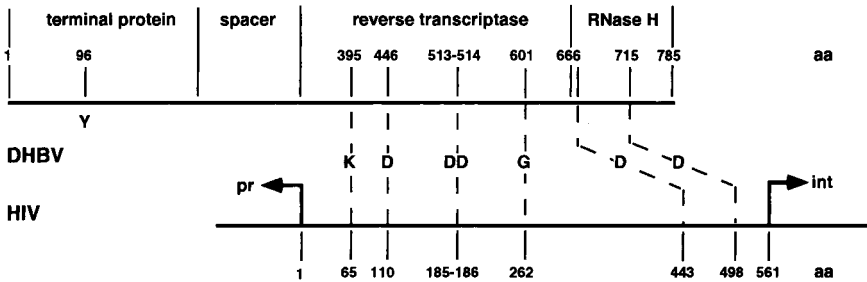 terminal protein spacer reverse transcriptase RNase H
1 96 395 446 513-514 601 666 715 785 aa
Y
DHBV K D DD G D D
pr int
HIV
1 65 110 185-186 262 443 498 561 aa